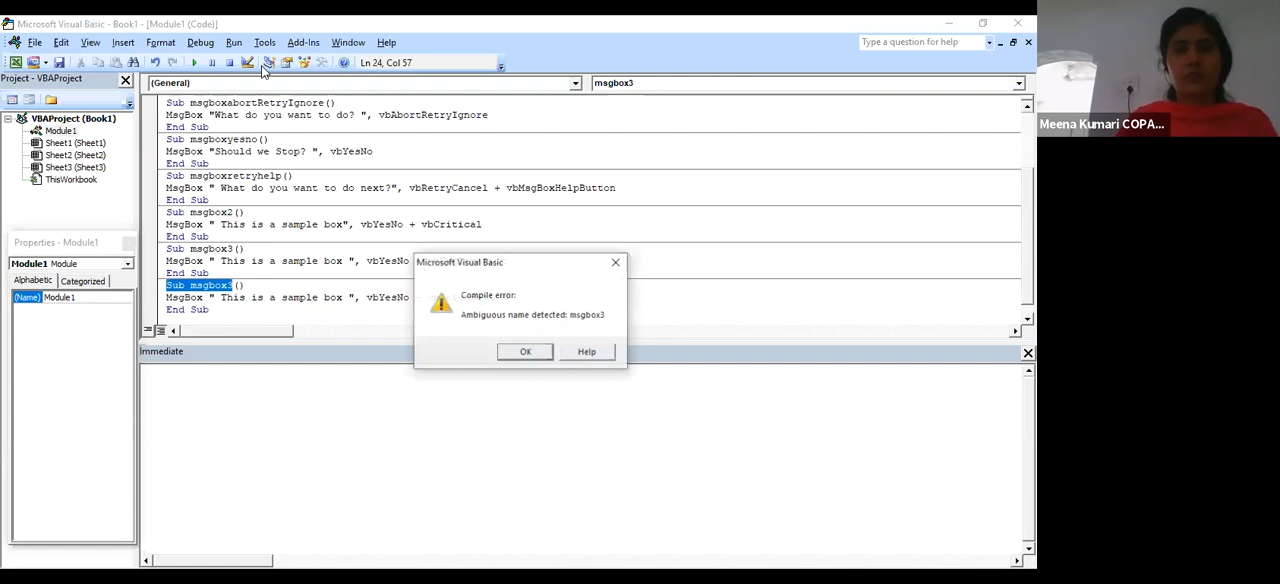 Microsoft Visual Basic - Book1 - [Module1 (Code)]
File Edit View Insert Format Debug Run Tools Add-Ins Window Help
Type a question for help
Ln 24, Col 57
Project - VBAProject
(General)
msgbox3
VBAProject (Book1)
Module1
Sheet1 (Sheet1)
Sheet2 (Sheet2)
Sheet3 (Sheet3)
ThisWorkbook
Sub msgboxabortRetryIgnore()
MsgBox "What do you want to do? ", vbAbortRetryIgnore
End Sub
Sub msgboxyesno()
MsgBox "Should we Stop? ", vbYesNo
End Sub
Sub msgboxretryhelp()
MsgBox " What do you want to do next?", vbRetryCancel + vbMsgBoxHelpButton
End Sub
Sub msgbox2()
MsgBox " This is a sample box", vbYesNo + vbCritical
End Sub
Sub msgbox3()
MsgBox " This is a sample box ", vbYesNo
End Sub
Sub msgbox3()
MsgBox " This is a sample box ", vbYesNo
End Sub
Properties - Module1
Module1 Module
Alphabetic Categorized
(Name) Module1
Microsoft Visual Basic
Compile error:
Ambiguous name detected: msgbox3
OK Help
Immediate
Meena Kumari COPA...